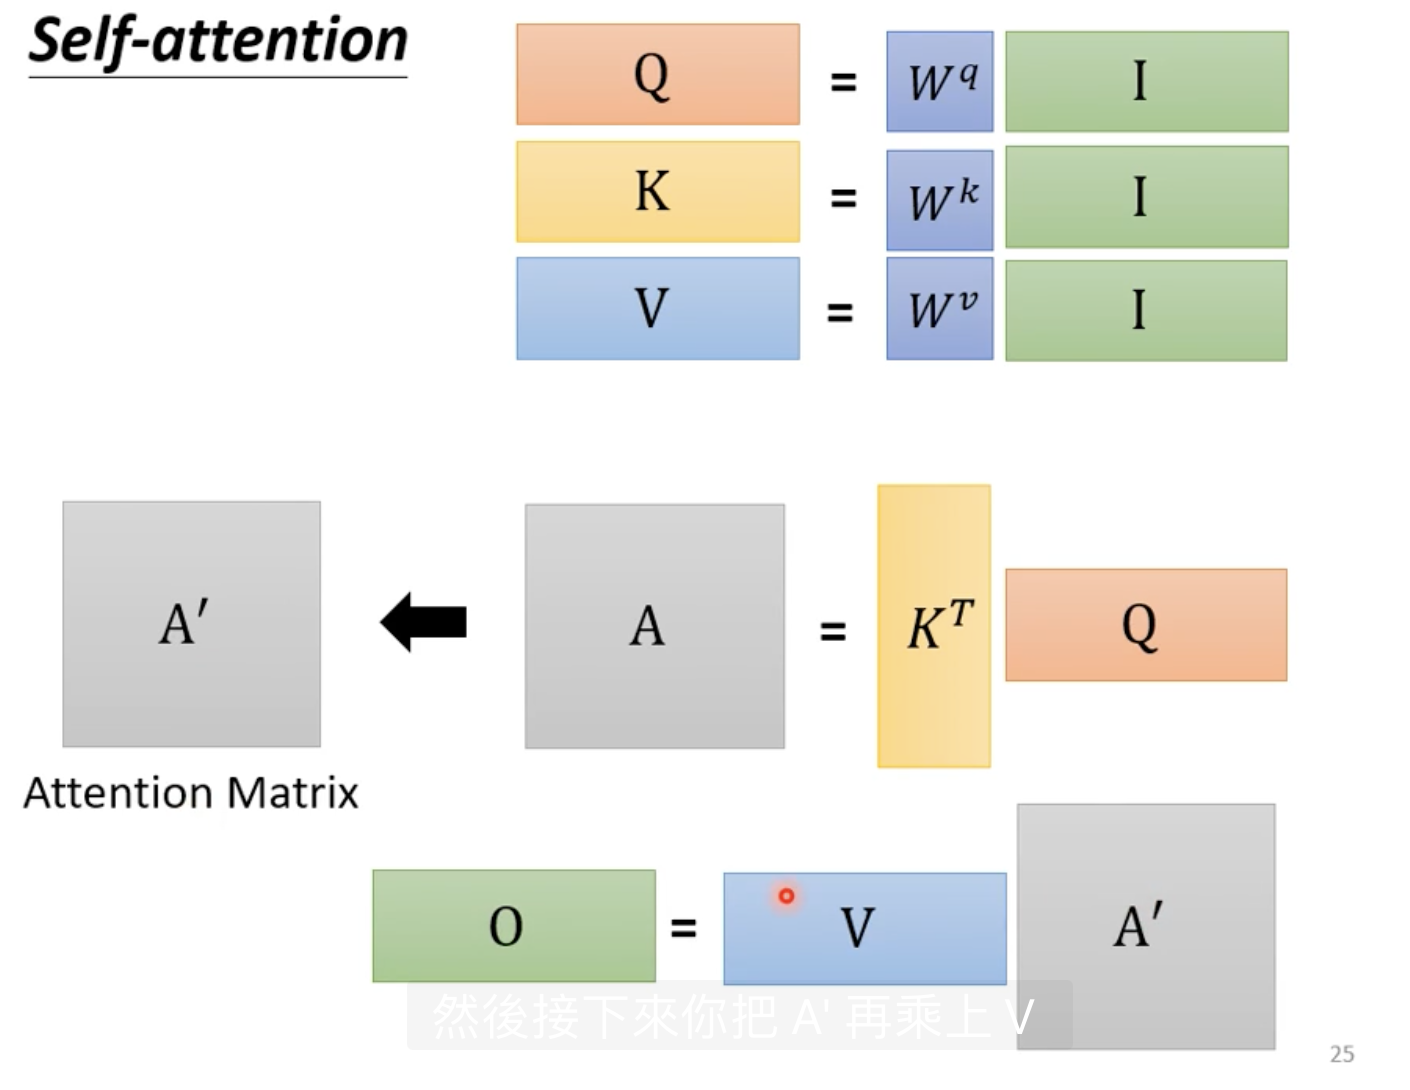 Self-attention
Q = W^q I
K = W^k I
V = W^v I
A′ A = K^T Q
Attention Matrix
O = V A′
然後接下來你把 A' 再乘上 V
25